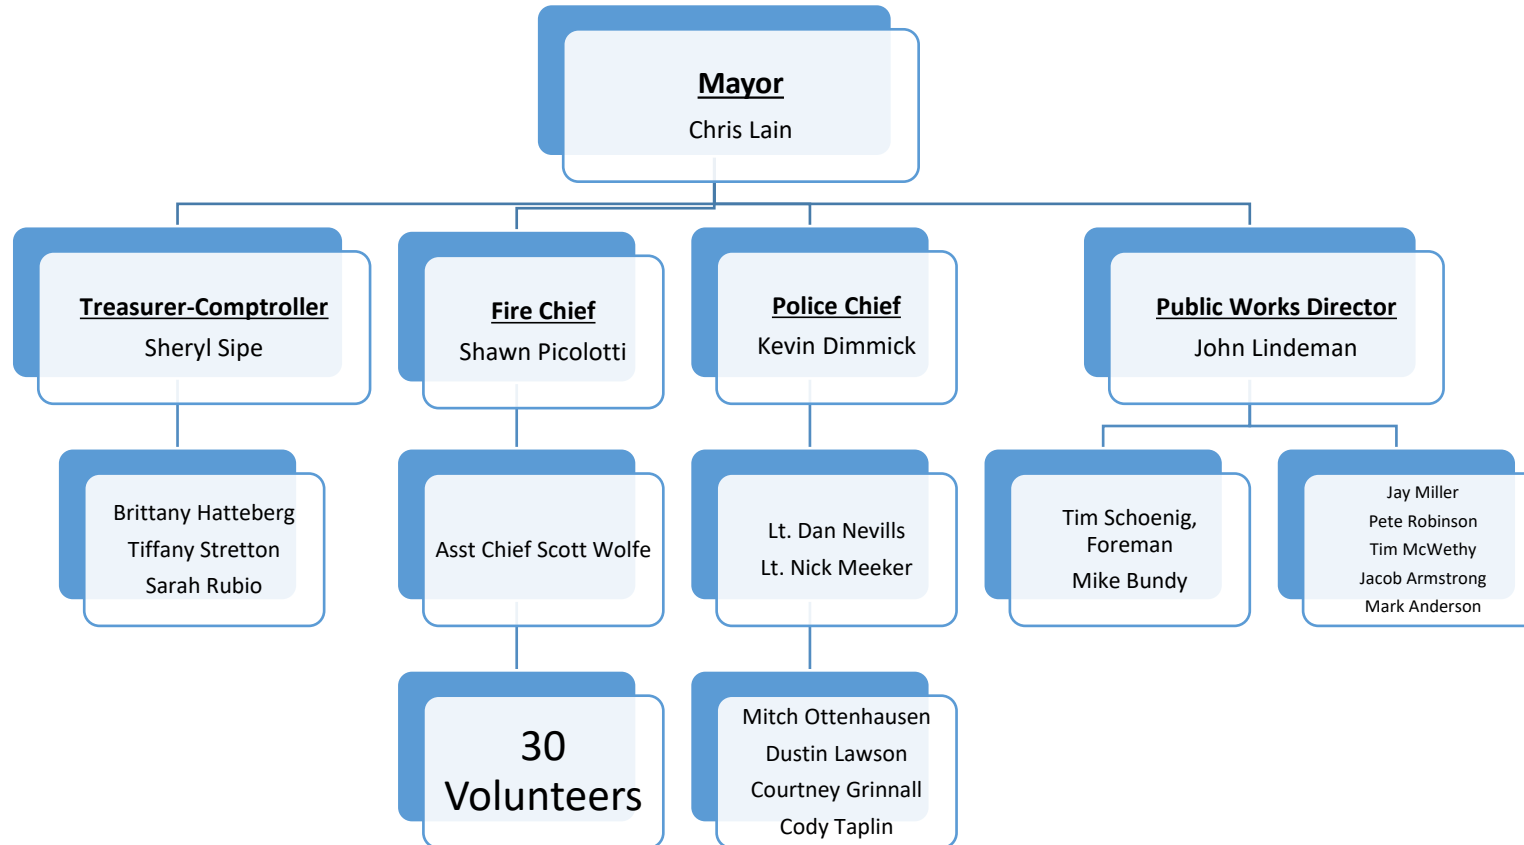 Mayor
Chris Lain
Treasurer-Comptroller
Sheryl Sipe
Fire Chief
Shawn Picolotti
Police Chief
Kevin Dimmick
Public Works Director
John Lindeman
Brittany Hatteberg
Tiffany Stretton
Sarah Rubio
Asst Chief Scott Wolfe
Lt. Dan Nevills
Lt. Nick Meeker
Tim Schoenig,
Foreman
Mike Bundy
Jay Miller
Pete Robinson
Tim McWethy
Jacob Armstrong
Mark Anderson
30
Volunteers
Mitch Ottenhausen
Dustin Lawson
Courtney Grinnall
Cody Taplin